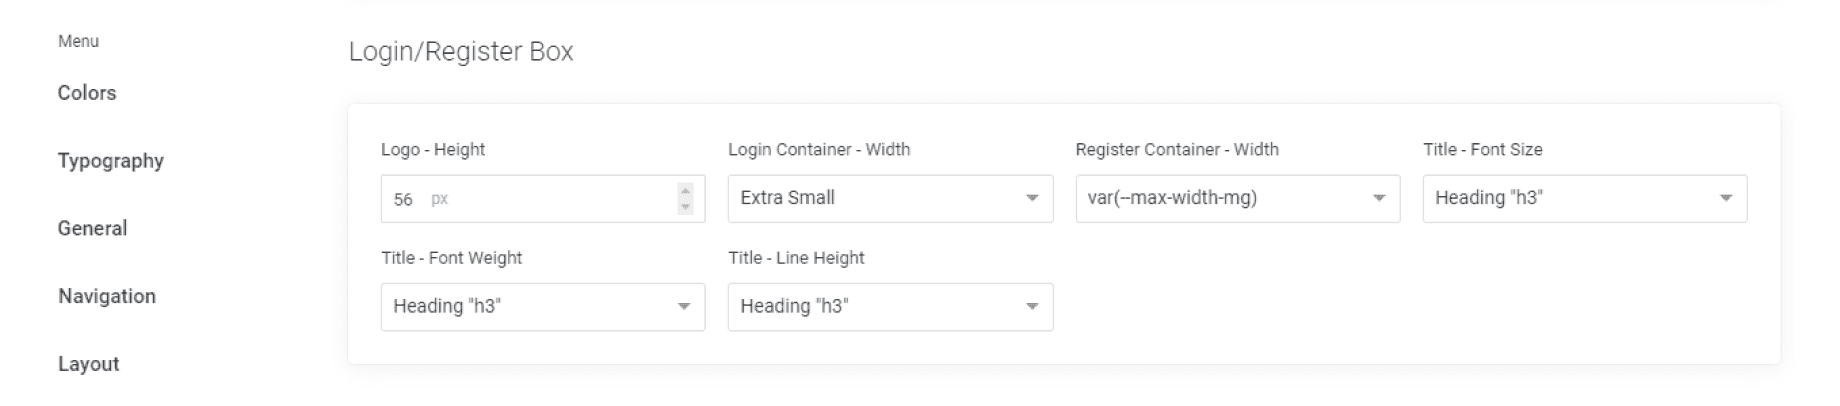 Menu
Colors
Typography
General
Navigation
Layout
Login/Register Box
Logo - Height
56 px
Login Container - Width
Extra Small
Register Container - Width
var(--max-width-mg)
Title - Font Size
Heading "h3"
Title - Font Weight
Heading "h3"
Title - Line Height
Heading "h3"